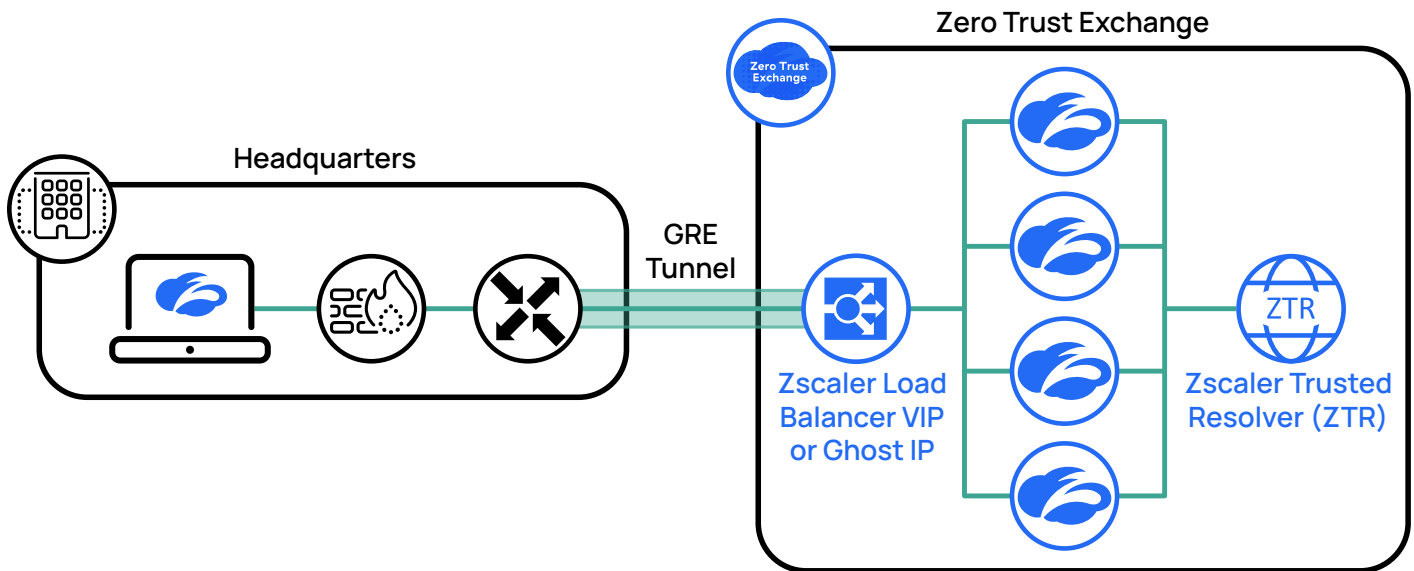 Zero Trust Exchange
Zero Trust
Exchange
Headquarters
GRE
Tunnel
ZTR
Zscaler Load
Balancer VIP
or Ghost IP
Zscaler Trusted
Resolver (ZTR)